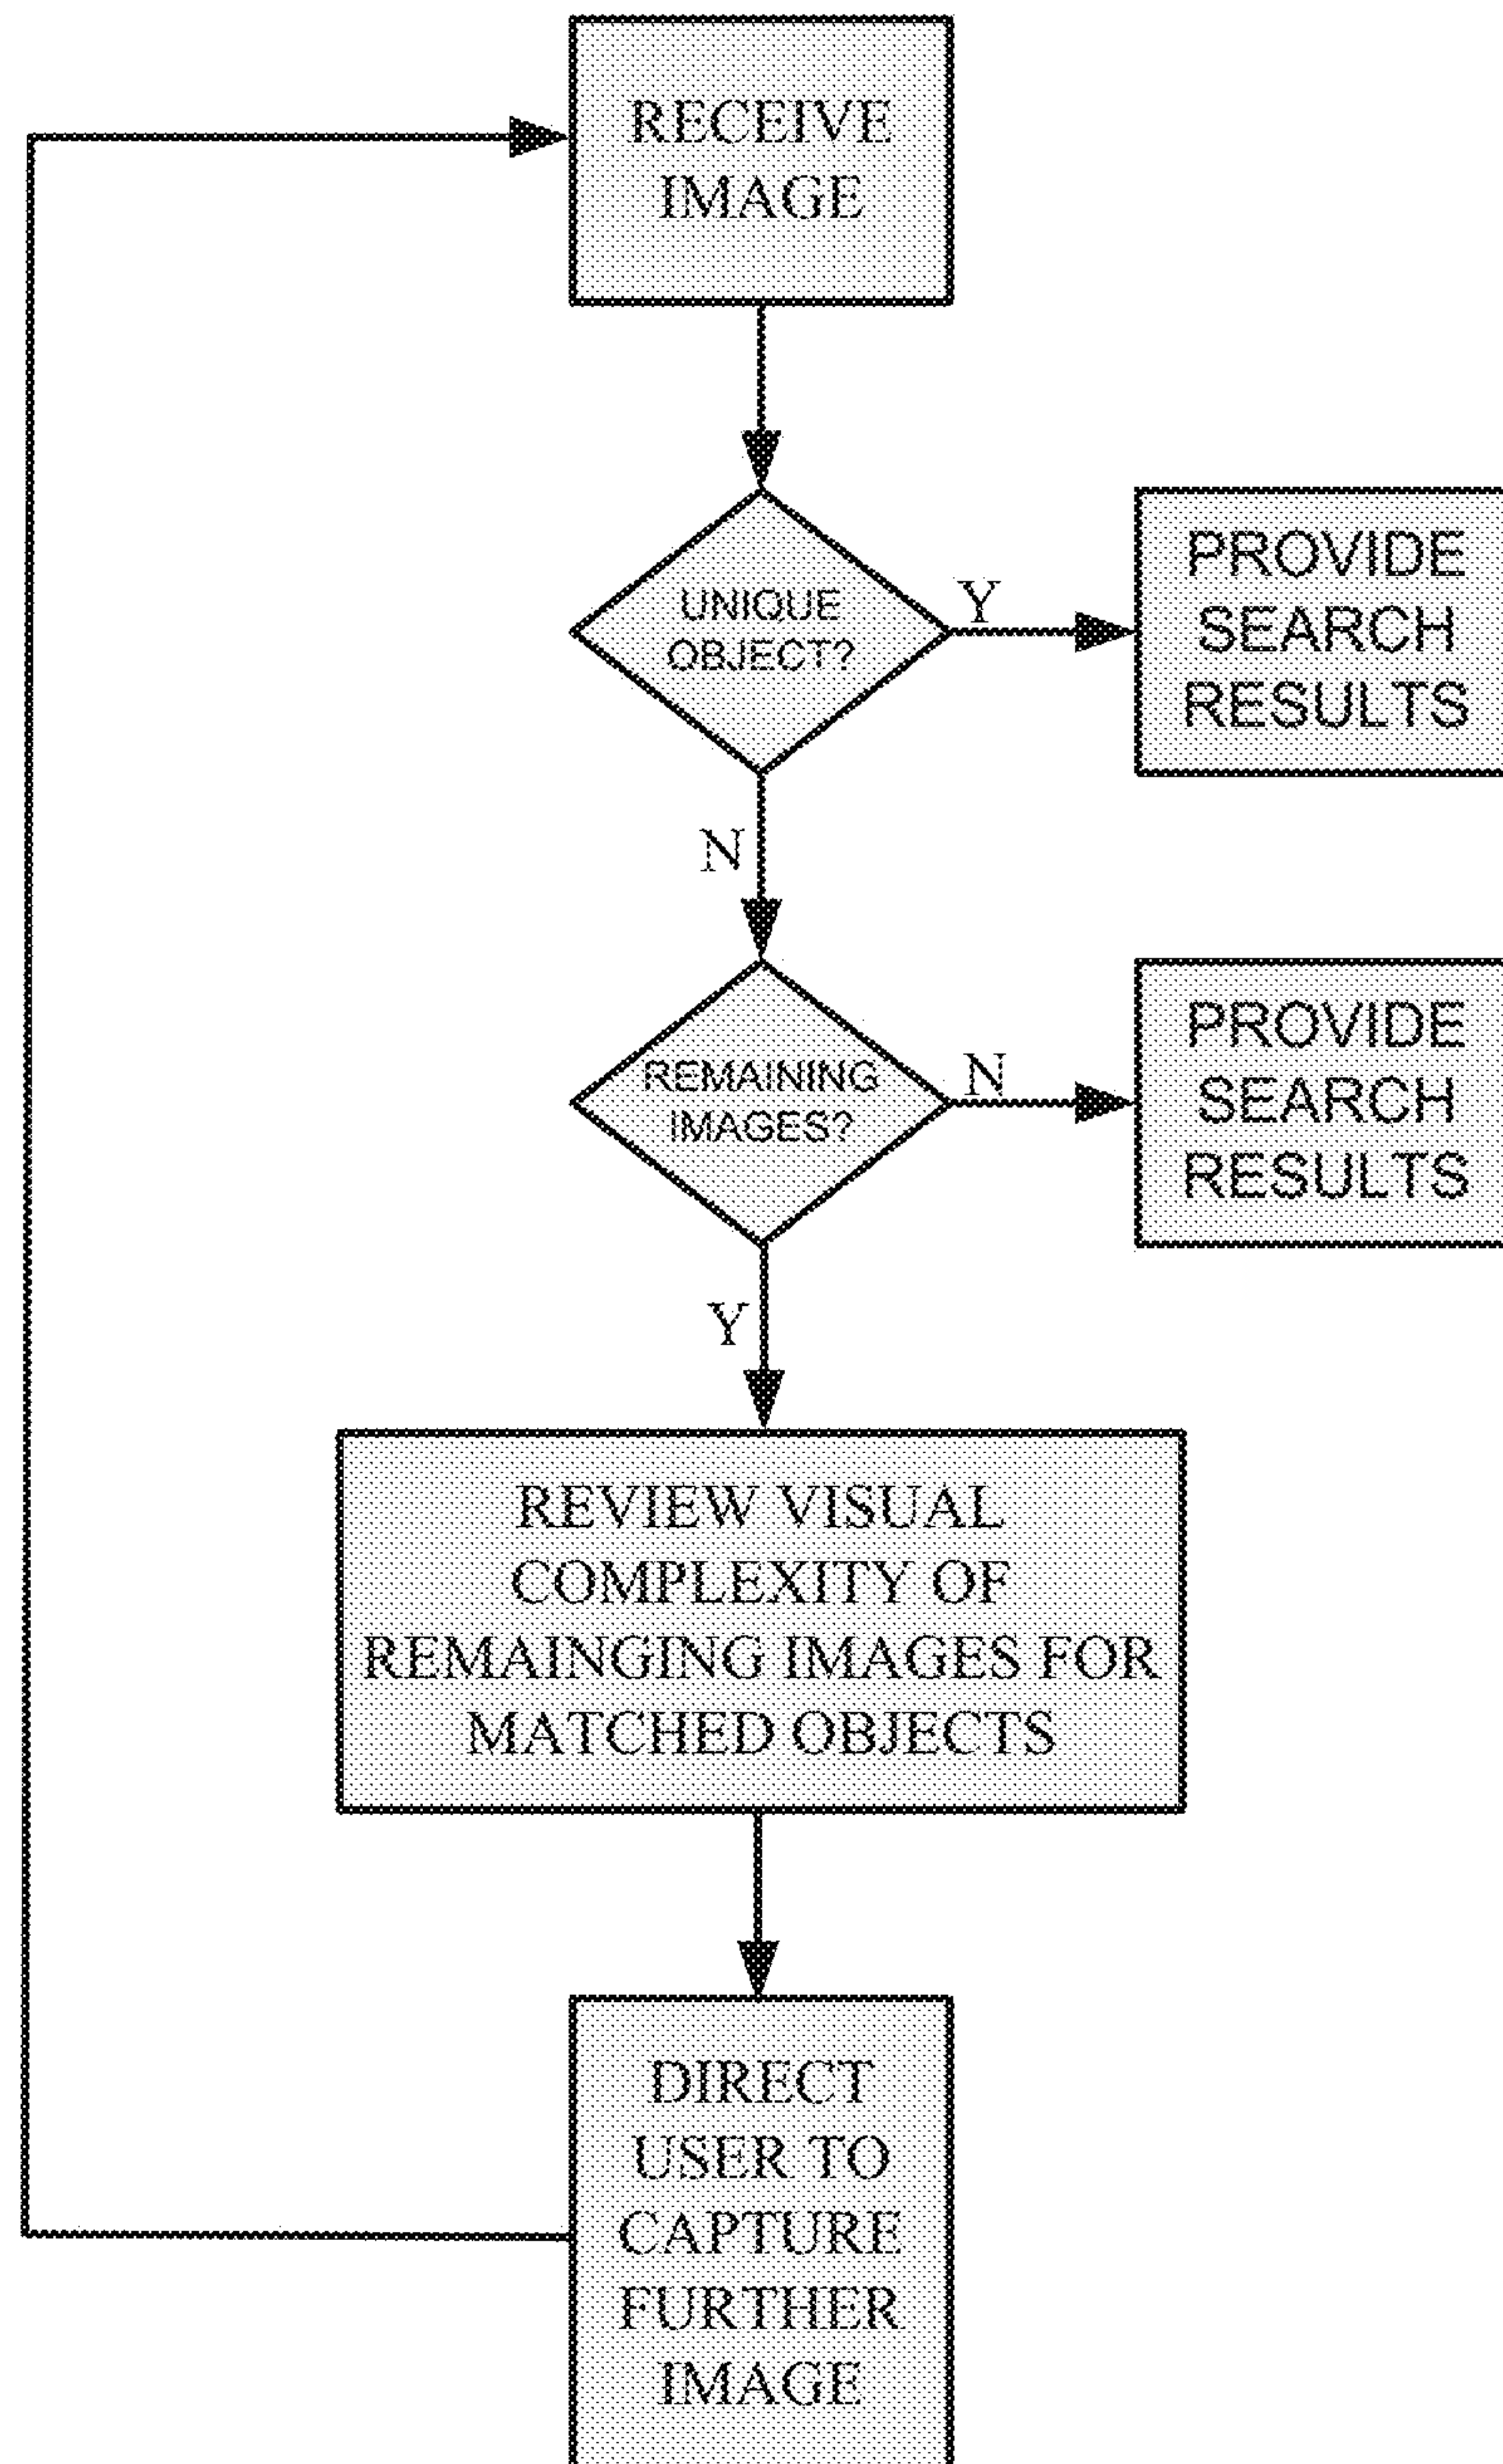 RECEIVE
IMAGE
UNIQUE
OBJECT?
Y
PROVIDE
SEARCH
RESULTS
N
REMAINING
IMAGES?
N
PROVIDE
SEARCH
RESULTS
Y
REVIEW VISUAL
COMPLEXITY OF
REMAINGING IMAGES FOR
MATCHED OBJECTS
DIRECT
USER TO
CAPTURE
FURTHER
IMAGE